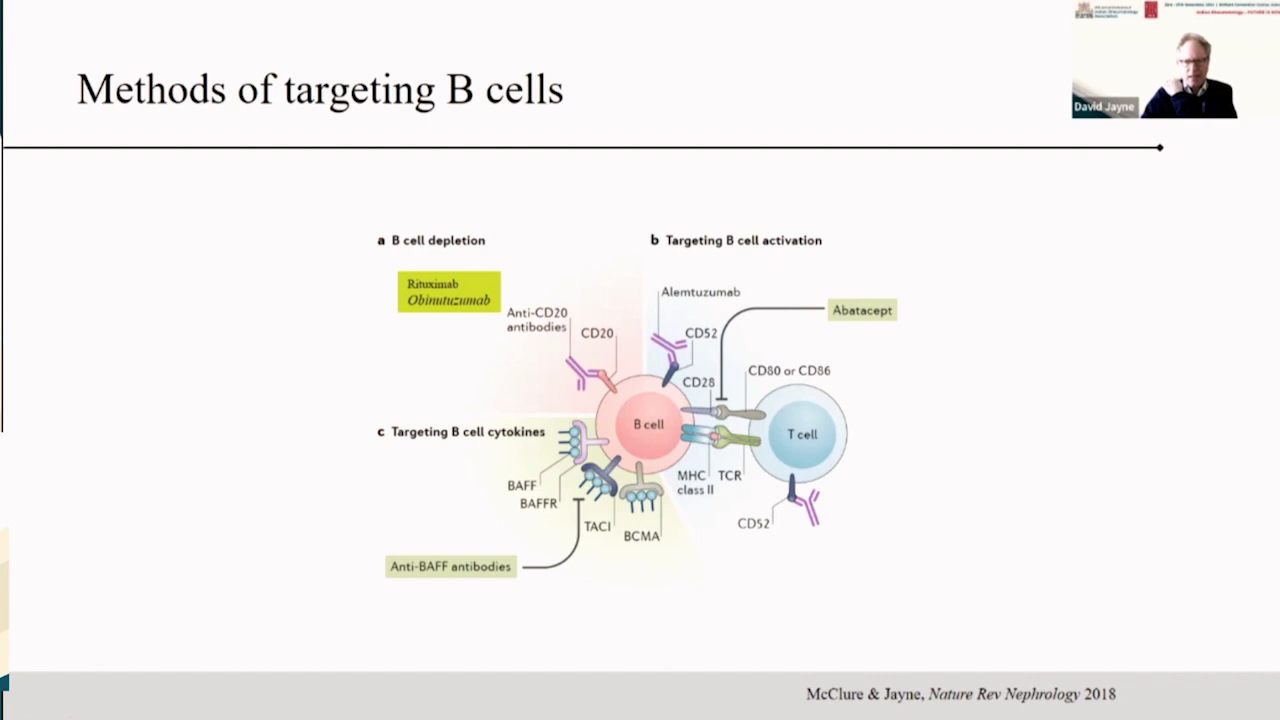 Methods of targeting B cells
Indian Rheumatology
David Jayne
a B cell depletion
b Targeting B cell activation
Rituximab
Obinutuzumab
Anti-CD20
antibodies
CD20
Alemtuzumab
CD52
Abatacept
CD28
CD80 or CD86
B cell
T cell
c Targeting B cell cytokines
MHC
class II
TCR
BAFF
BAFFR
TACI
BCMA
CD52
Anti-BAFF antibodies
McClure & Jayne, Nature Rev Nephrology 2018